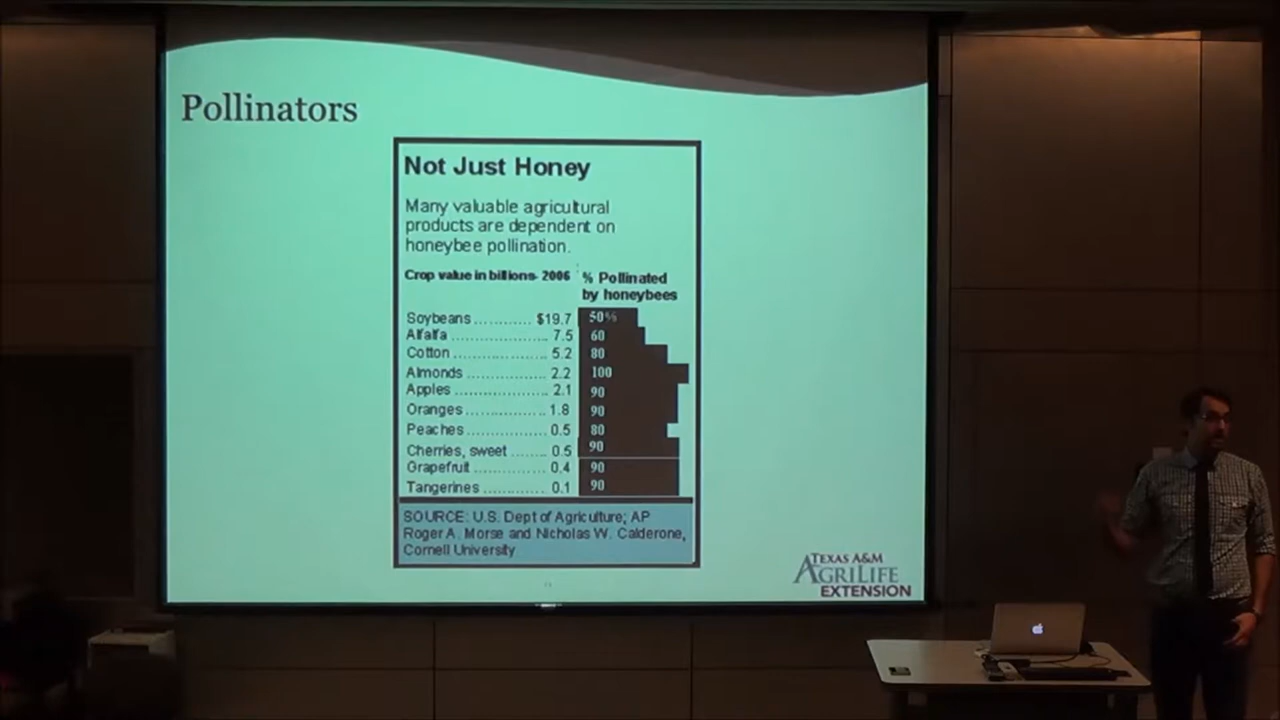 Pollinators
Not Just Honey
Many valuable agricultural
products are dependent on
honeybee pollination.
Crop value in billions- 2006 % Pollinated
by honeybees
Soybeans ............ $19.7 50%
Alfalfa ...................... 7.5 60
Cotton ..................... 5.2 80
Almonds .................. 2.2 100
Apples ..................... 2.1 90
Oranges .................. 1.8 90
Peaches .................. 0.5 80
Cherries, sweet ....... 0.5 90
Grapefruit ................ 0.4 90
Tangerines .............. 0.1 90
SOURCE: U.S. Dept of Agriculture; AP
Roger A. Morse and Nicholas W. Calderone,
Cornell University
TEXAS A&M
AGRILIFE
EXTENSION